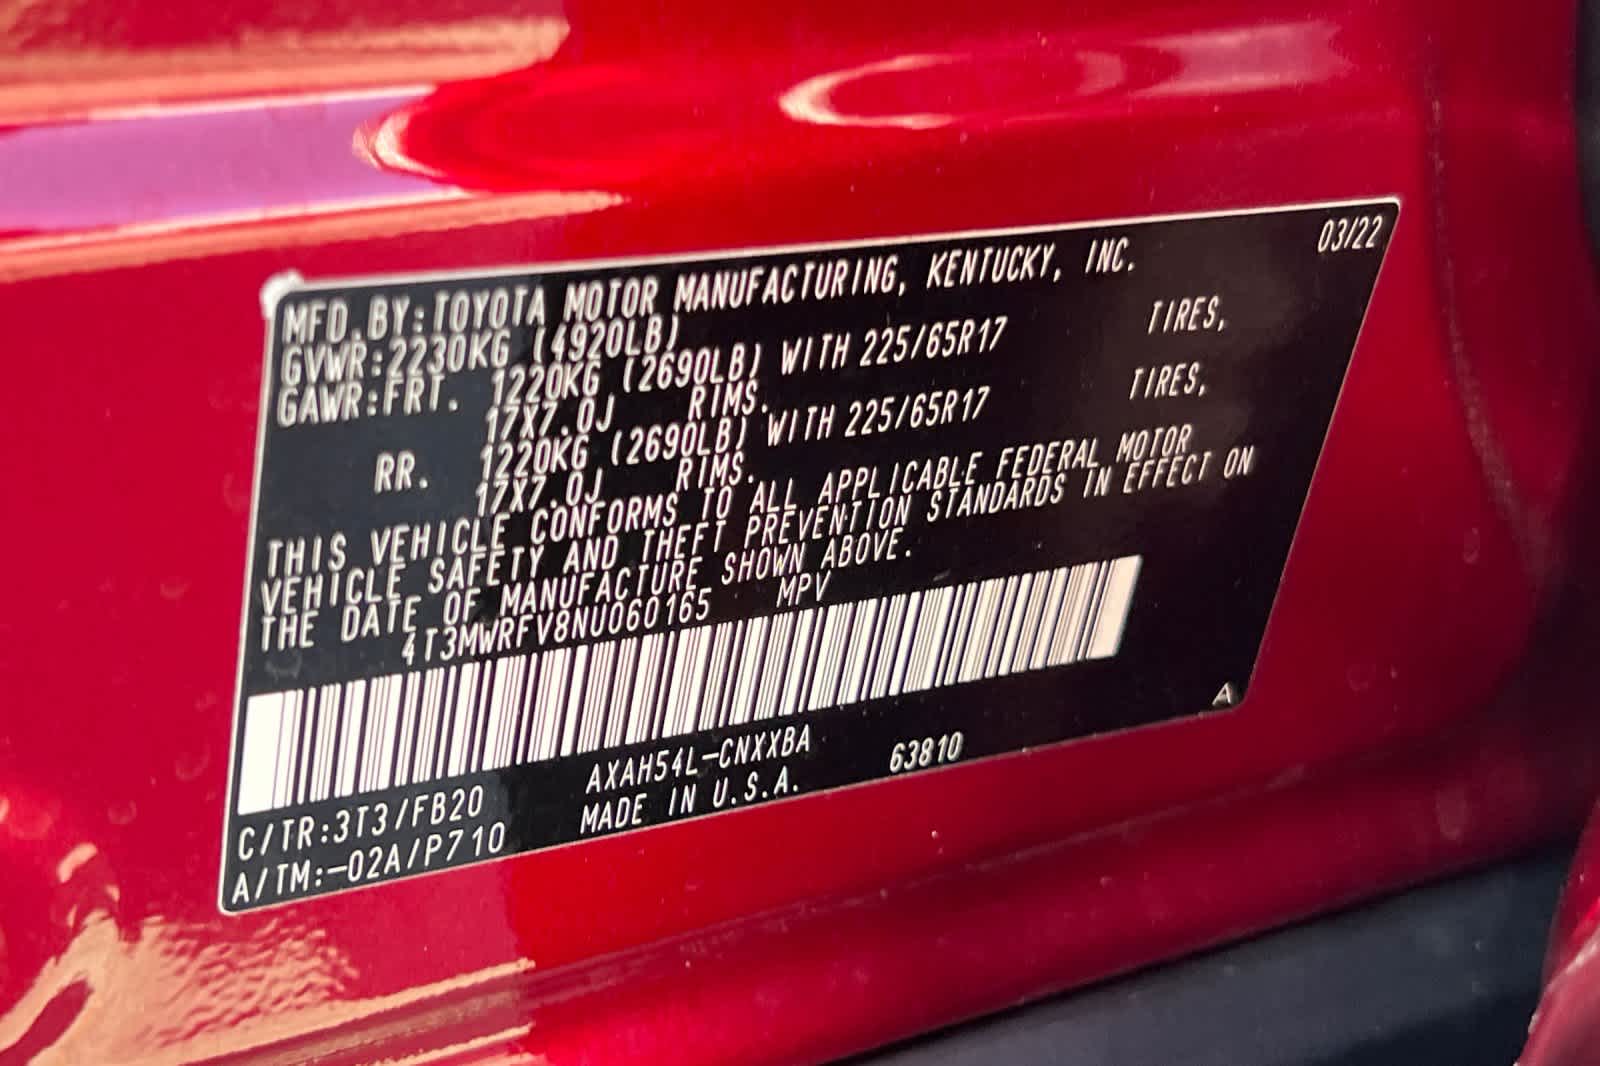 03/22
MFD. BY: TOYOTA MOTOR MANUFACTURING, KENTUCKY, INC.
GVWR: 2230KG (4920LB)
GAWR: FRT. 1220KG (2690LB) WITH 225/65R17 TIRES,
17X7.0J RIMS.
RR. 1220KG (2690LB) WITH 225/65R17 TIRES,
17X7.0J RIMS.
THIS VEHICLE CONFORMS TO ALL APPLICABLE FEDERAL MOTOR
VEHICLE SAFETY AND THEFT PREVENTION STANDARDS IN EFFECT ON
THE DATE OF MANUFACTURE SHOWN ABOVE.
4T3MWRFV8NU060165 MPV
A
C/TR:3T3/FB20 AXAH54L-CNXXBA 63810
A/TM:-02A/P710 MADE IN U.S.A.